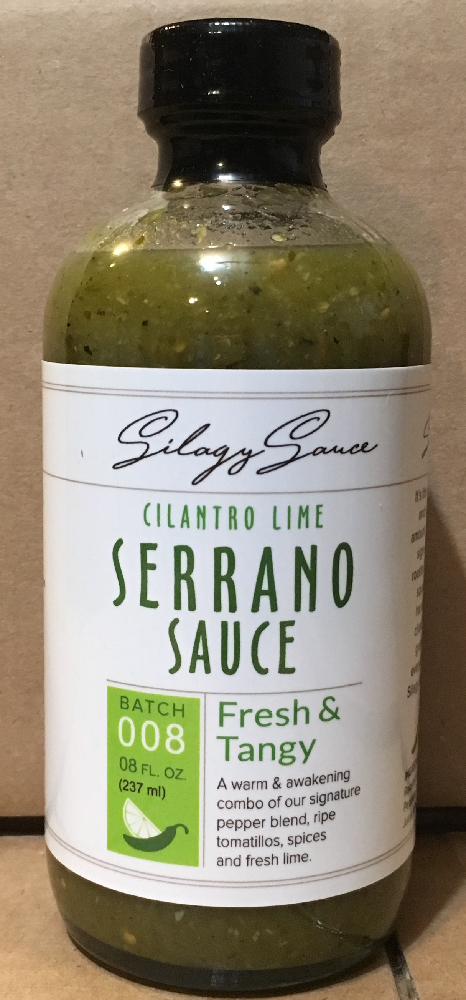 Silagy Sauce
CILANTRO LIME
SERRANO
SAUCE
BATCH
008
08 FL. OZ.
(237 ml)
Fresh &
Tangy
A warm & awakening
combo of our signature
pepper blend, ripe
tomatillos, spices
and fresh lime.